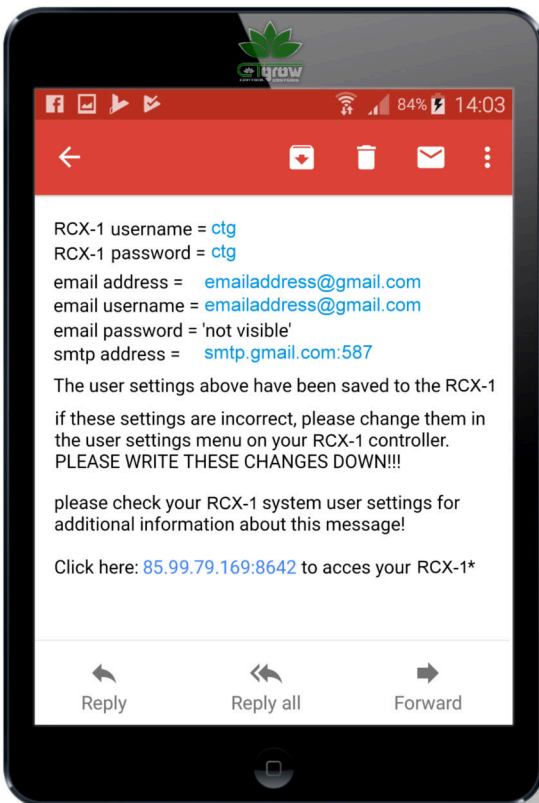 CTgrow
84% 14:03
RCX-1 username = ctg
RCX-1 password = ctg
email address = emailaddress@gmail.com
email username = emailaddress@gmail.com
email password = 'not visible'
smtp address = smtp.gmail.com:587
The user settings above have been saved to the RCX-1
if these settings are incorrect, please change them in
the user settings menu on your RCX-1 controller.
PLEASE WRITE THESE CHANGES DOWN!!!
please check your RCX-1 system user settings for
additional information about this message!
Click here: 85.99.79.169:8642 to acces your RCX-1*
Reply Reply all Forward